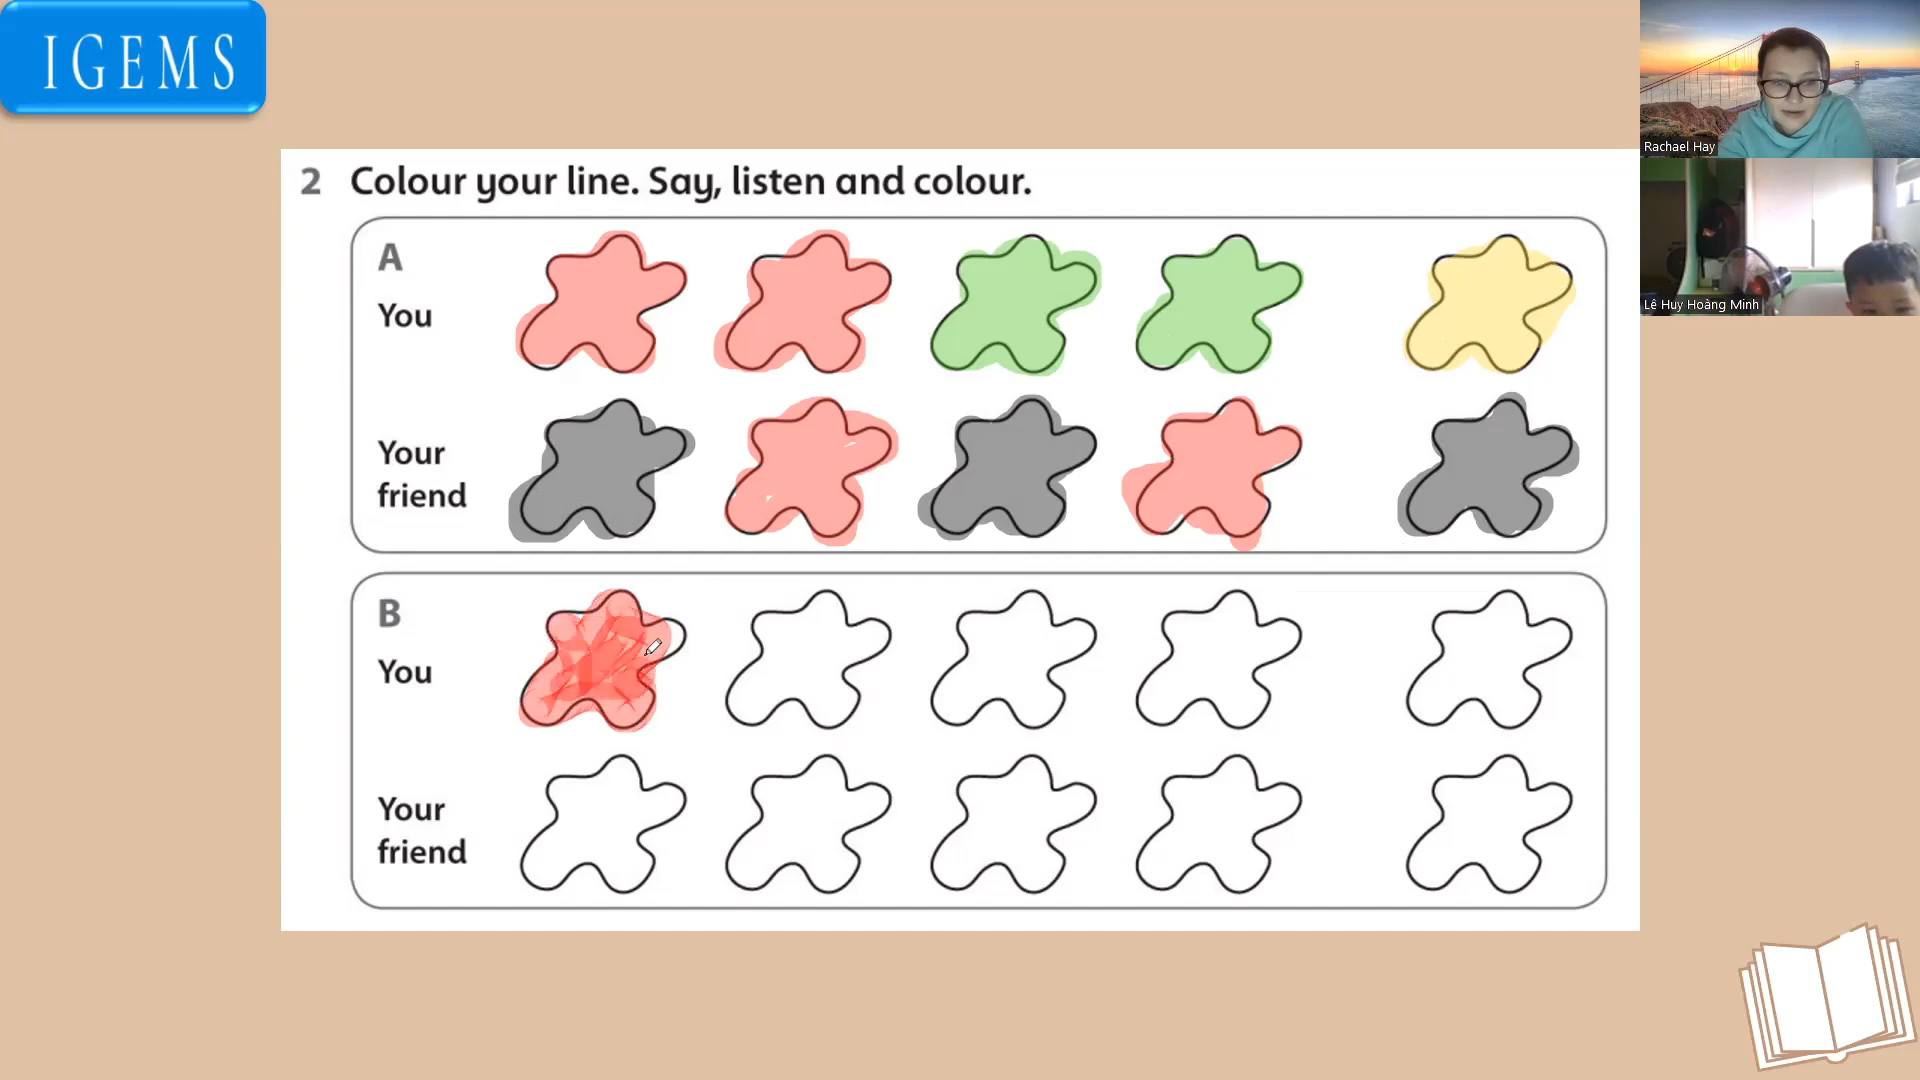 IGEMS
2 Colour your line. Say, listen and colour.
A
You
Your
friend
B
You
Your
friend
Rachael Hay
Lê Huy Hoàng Minh